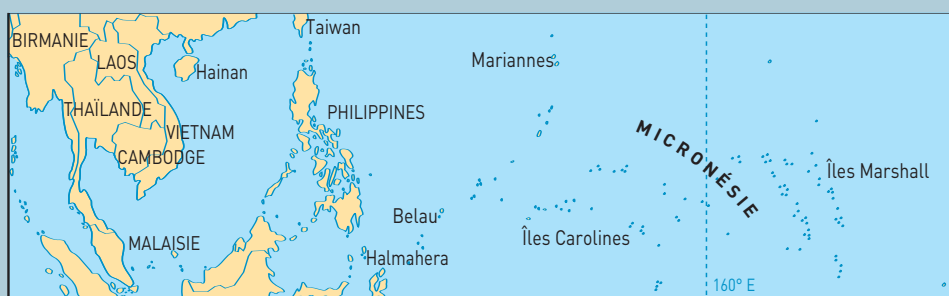 Taiwan
BIRMANIE
LAOS
Hainan
Mariannes
THAÏLANDE
PHILIPPINES
VIETNAM
CAMBODGE
MICRONÉSIE
Îles Marshall
Belau
Îles Carolines
MALAISIE
Halmahera
160° E